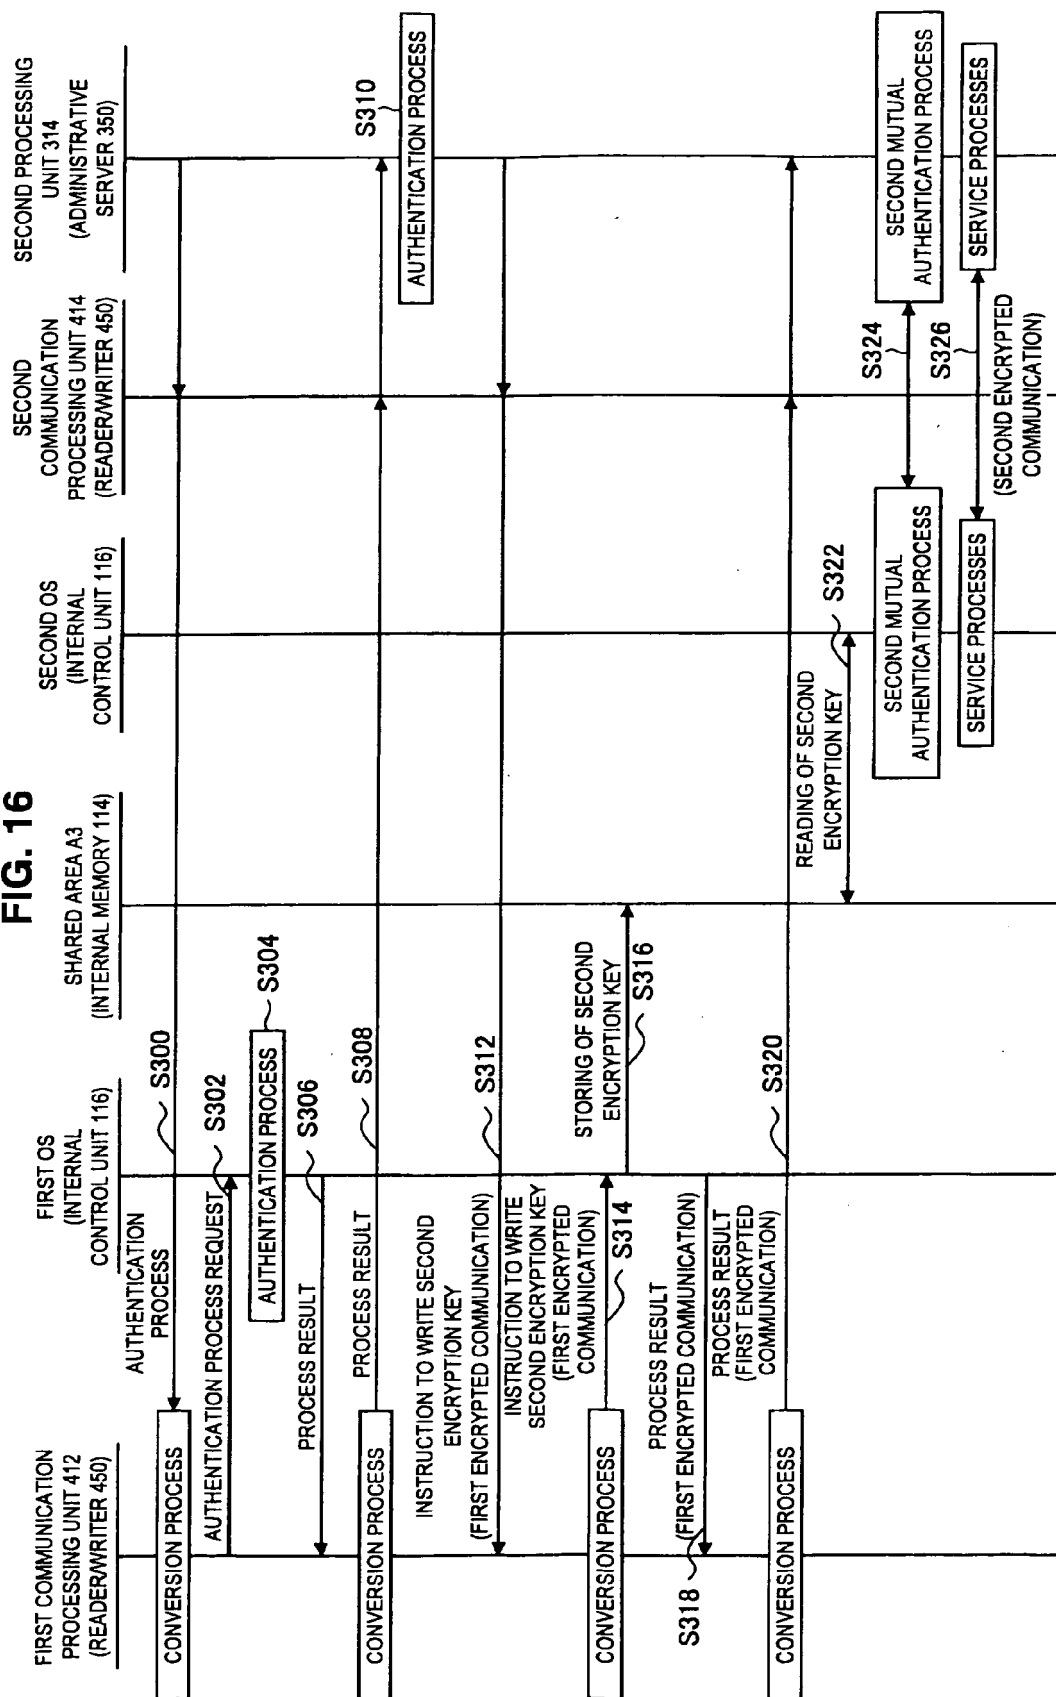 FIG. 16
FIRST COMMUNICATION
PROCESSING UNIT 412
(READER/WRITER 450)
FIRST OS
(INTERNAL
CONTROL UNIT 116)
SHARED AREA A3
(INTERNAL MEMORY 114)
SECOND OS
(INTERNAL
CONTROL UNIT 116)
SECOND
COMMUNICATION
PROCESSING UNIT 414
(READER/WRITER 450)
SECOND PROCESSING
UNIT 314
(ADMINISTRATIVE
SERVER 350)
AUTHENTICATION
PROCESS
S300
CONVERSION PROCESS
AUTHENTICATION PROCESS REQUEST
S302
AUTHENTICATION PROCESS
S304
PROCESS RESULT
S306
CONVERSION PROCESS
PROCESS RESULT
S308
AUTHENTICATION PROCESS
S310
INSTRUCTION TO WRITE SECOND
ENCRYPTION KEY
(FIRST ENCRYPTED COMMUNICATION)
S312
INSTRUCTION TO WRITE
SECOND ENCRYPTION KEY
(FIRST ENCRYPTED
COMMUNICATION)
S314
CONVERSION PROCESS
STORING OF SECOND
ENCRYPTION KEY
S316
PROCESS RESULT
(FIRST ENCRYPTED COMMUNICATION)
S318
PROCESS RESULT
(FIRST ENCRYPTED
COMMUNICATION)
S320
CONVERSION PROCESS
READING OF SECOND
ENCRYPTION KEY
S322
SECOND MUTUAL
AUTHENTICATION PROCESS
S324
SECOND MUTUAL
AUTHENTICATION PROCESS
SERVICE PROCESSES
S326
SERVICE PROCESSES
(SECOND ENCRYPTED
COMMUNICATION)